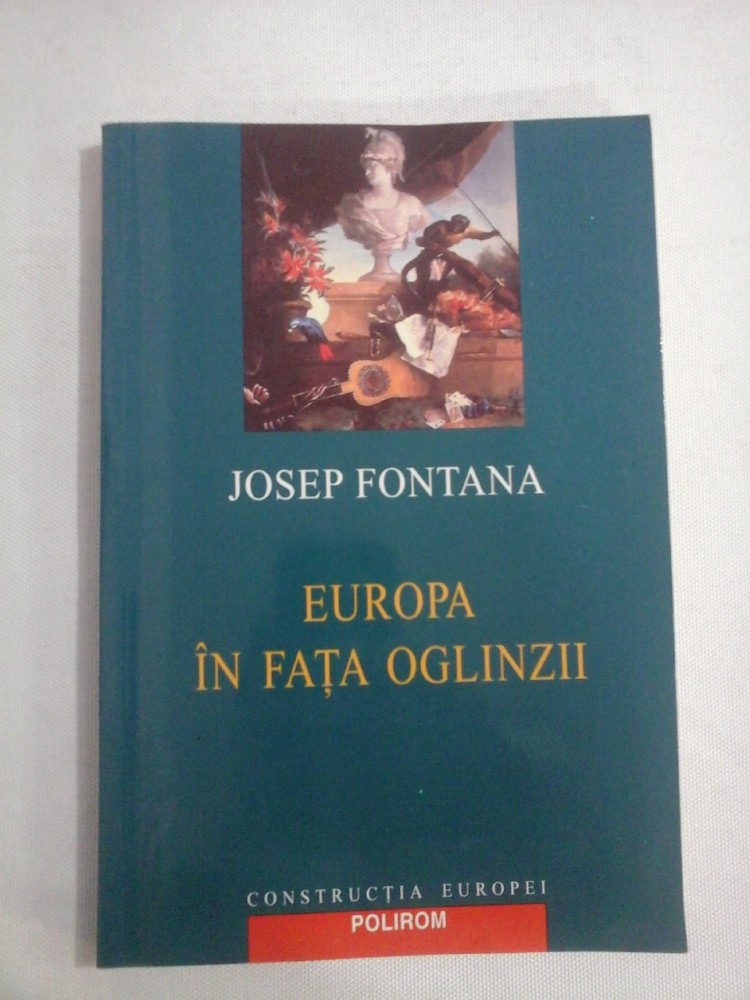 JOSEP FONTANA
EUROPA
ÎN FAȚA OGLINZII
CONSTRUCȚIA EUROPEI
POLIROM